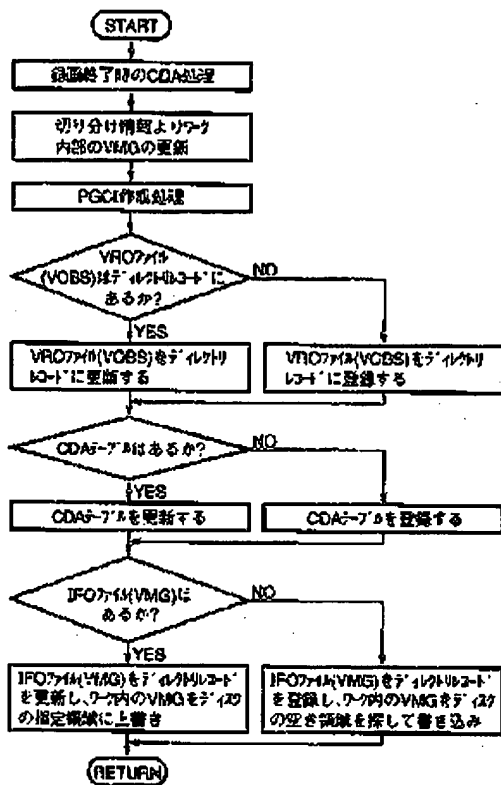 START
録画終了時のCDA処理
切り分け情報よりワーク
内部のVMGの更新
PGCI作成処理
VROファイル
(VOBS)はディレクトリレコードに
あるか?
NO
YES
VROファイル(VOBS)をディレクトリ
レコードに更新する
VROファイル(VOBS)をディレクトリ
レコードに登録する
CDAテーブルはあるか?
NO
YES
CDAテーブルを更新する
CDAテーブルを登録する
IFOファイル(VMG)は
あるか?
NO
YES
IFOファイル(VMG)をディレクトリレコード
を更新し、ワーク内のVMGをディスク
の指定領域に上書き
IFOファイル(VMG)をディレクトリレコード
を登録し、ワーク内のVMGをディスク
の空き領域を探して書き込み
RETURN